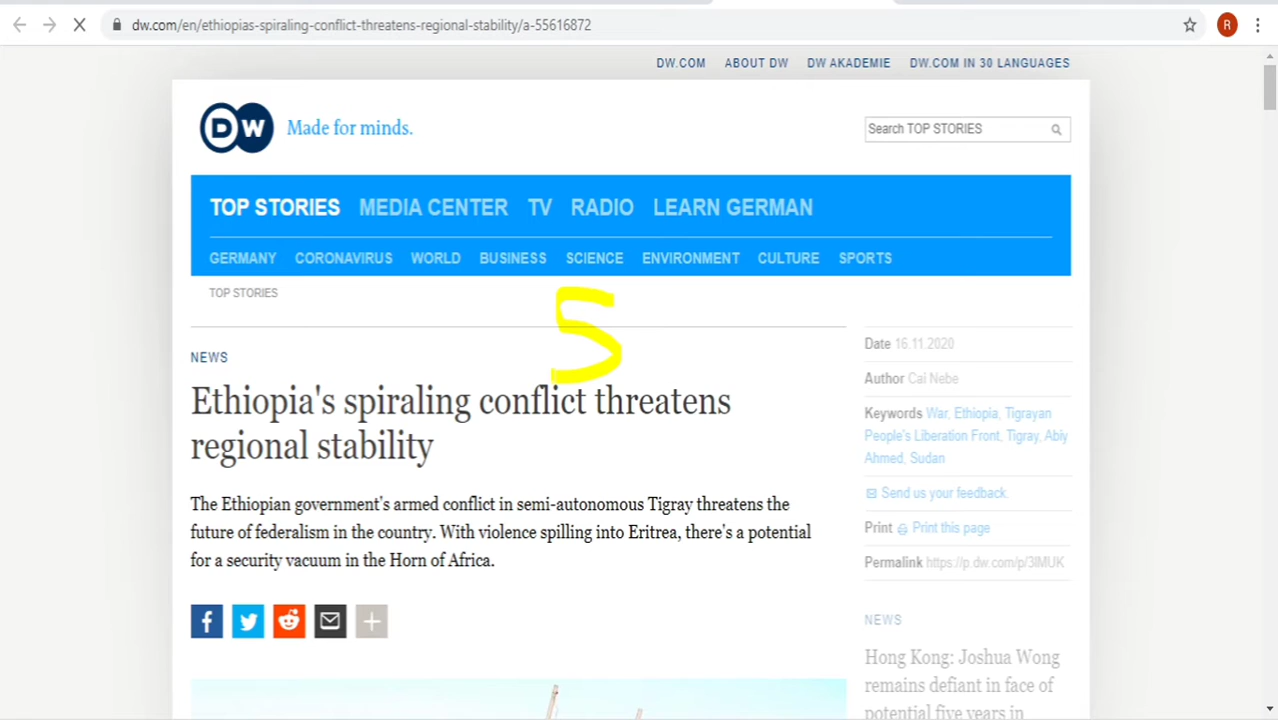 dw.com/en/ethiopias-spiraling-conflict-threatens-regional-stability/a-55616872
R
DW.COM ABOUT DW DW AKADEMIE DW.COM IN 30 LANGUAGES
DW Made for minds.
Search TOP STORIES
TOP STORIES MEDIA CENTER TV RADIO LEARN GERMAN
GERMANY CORONAVIRUS WORLD BUSINESS SCIENCE ENVIRONMENT CULTURE SPORTS
TOP STORIES
5
NEWS
Ethiopia's spiraling conflict threatens
regional stability
The Ethiopian government's armed conflict in semi-autonomous Tigray threatens the
future of federalism in the country. With violence spilling into Eritrea, there's a potential
for a security vacuum in the Horn of Africa.
Date 16.11.2020
Author Cai Nebe
Keywords War, Ethiopia, Tigrayan
People's Liberation Front, Tigray, Abiy
Ahmed, Sudan
Send us your feedback.
Print Print this page
Permalink https://p.dw.com/p/3lMUK
NEWS
Hong Kong: Joshua Wong
remains defiant in face of
potential five years in